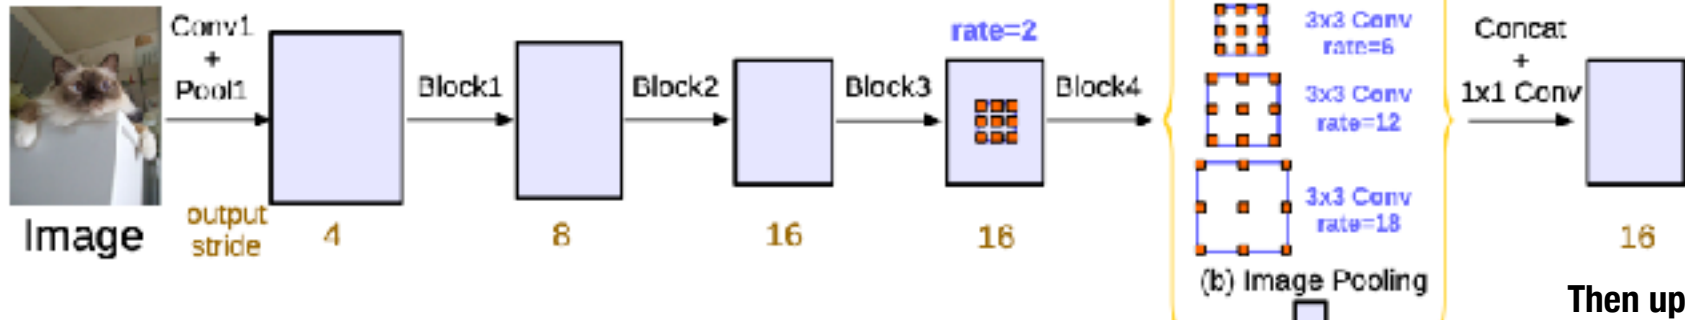 Conv1
+
Pool1
Image
output
stride
4
Block1
8
Block2
16
Block3
rate=2
16
Block4
3x3 Conv
rate=6
3x3 Conv
rate=12
3x3 Conv
rate=18
(b) Image Pooling
Concat
+
1x1 Conv
16
Then up